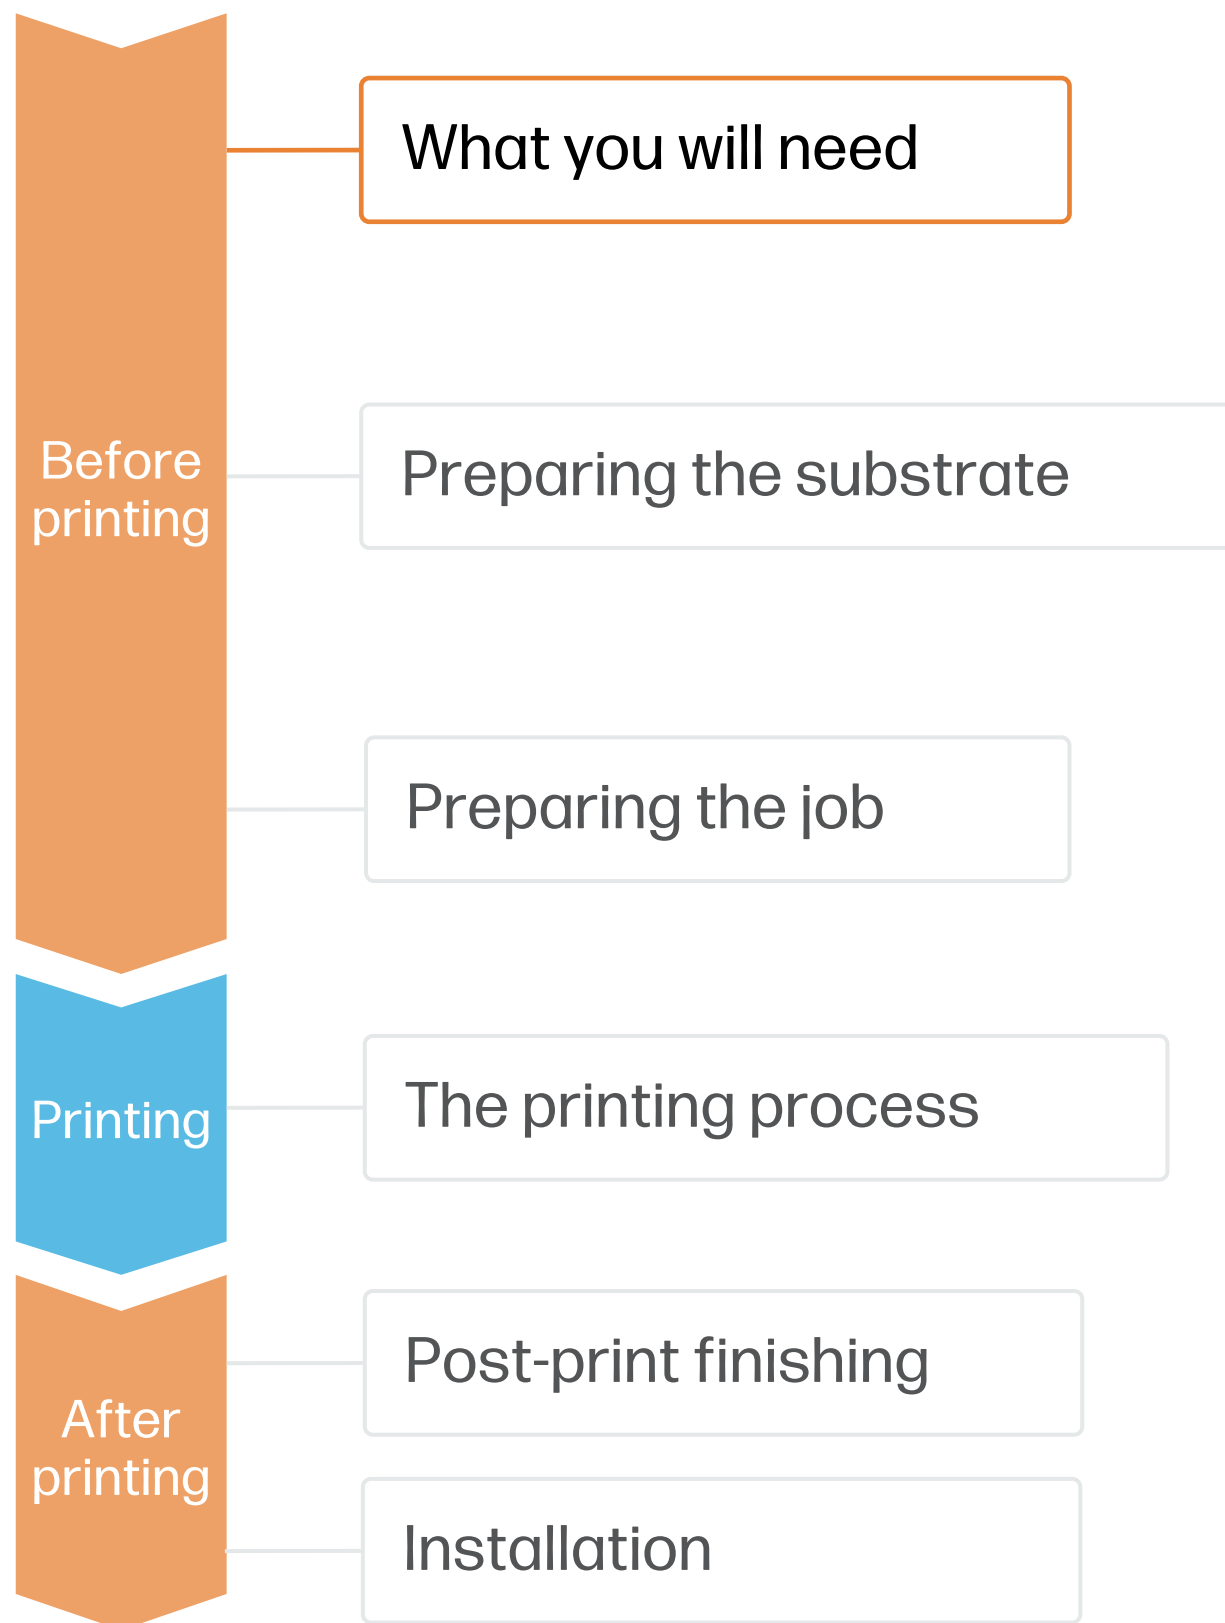 What you will need
Before
printing
Preparing the substrate
Preparing the job
Printing
The printing process
After
printing
Post-print finishing
Installation